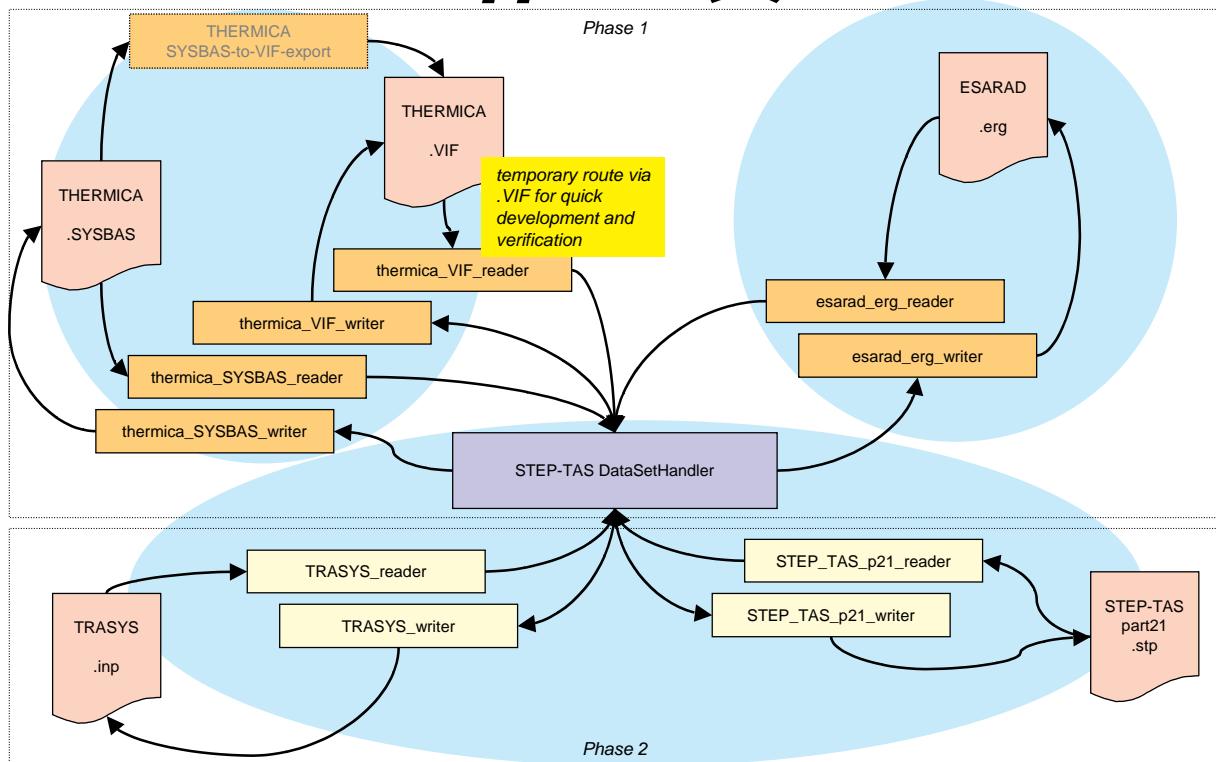 Phase 1
THERMICA
SYSBAS-to-VIF-export
THERMICA
.VIF
ESARAD
.erg
temporary route via
.VIF for quick
development and
verification
THERMICA
.SYSBAS
thermica_VIF_reader
esarad_erg_reader
thermica_VIF_writer
esarad_erg_writer
thermica_SYSBAS_reader
thermica_SYSBAS_writer
STEP-TAS DataSetHandler
TRASYS_reader
STEP_TAS_p21_reader
TRASYS_writer
STEP_TAS_p21_writer
TRASYS
.inp
STEP-TAS
part21
.stp
Phase 2